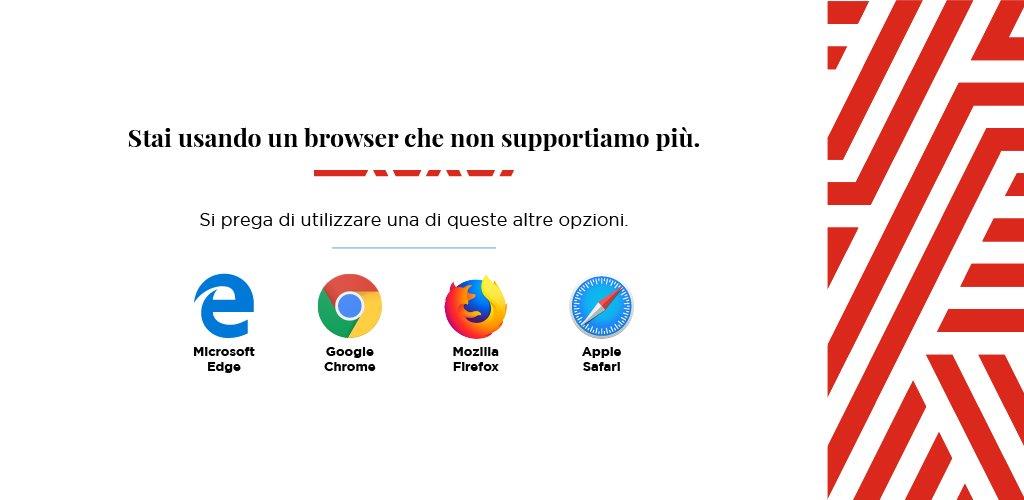 Stai usando un browser che non supportiamo più.
Si prega di utilizzare una di queste altre opzioni.
Microsoft Edge
Google Chrome
Mozilla Firefox
Apple Safari